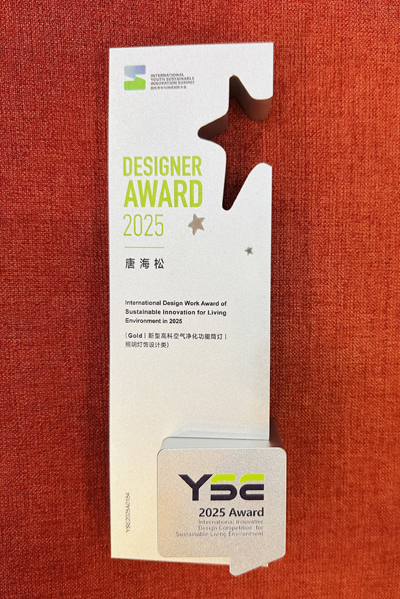 INTERNATIONAL
YOUTH SUSTAINABLE
INNOVATION SUMMIT
DESIGNER
AWARD
2025
唐海松
International Design Work Award of
Sustainable Innovation for Living
Environment in 2025
(Gold | 新型高科空气净化功能筒灯 |
照明灯饰设计类)
YSE
2025 Award
International Innovative
Design Competition for
Sustainable Living Environment